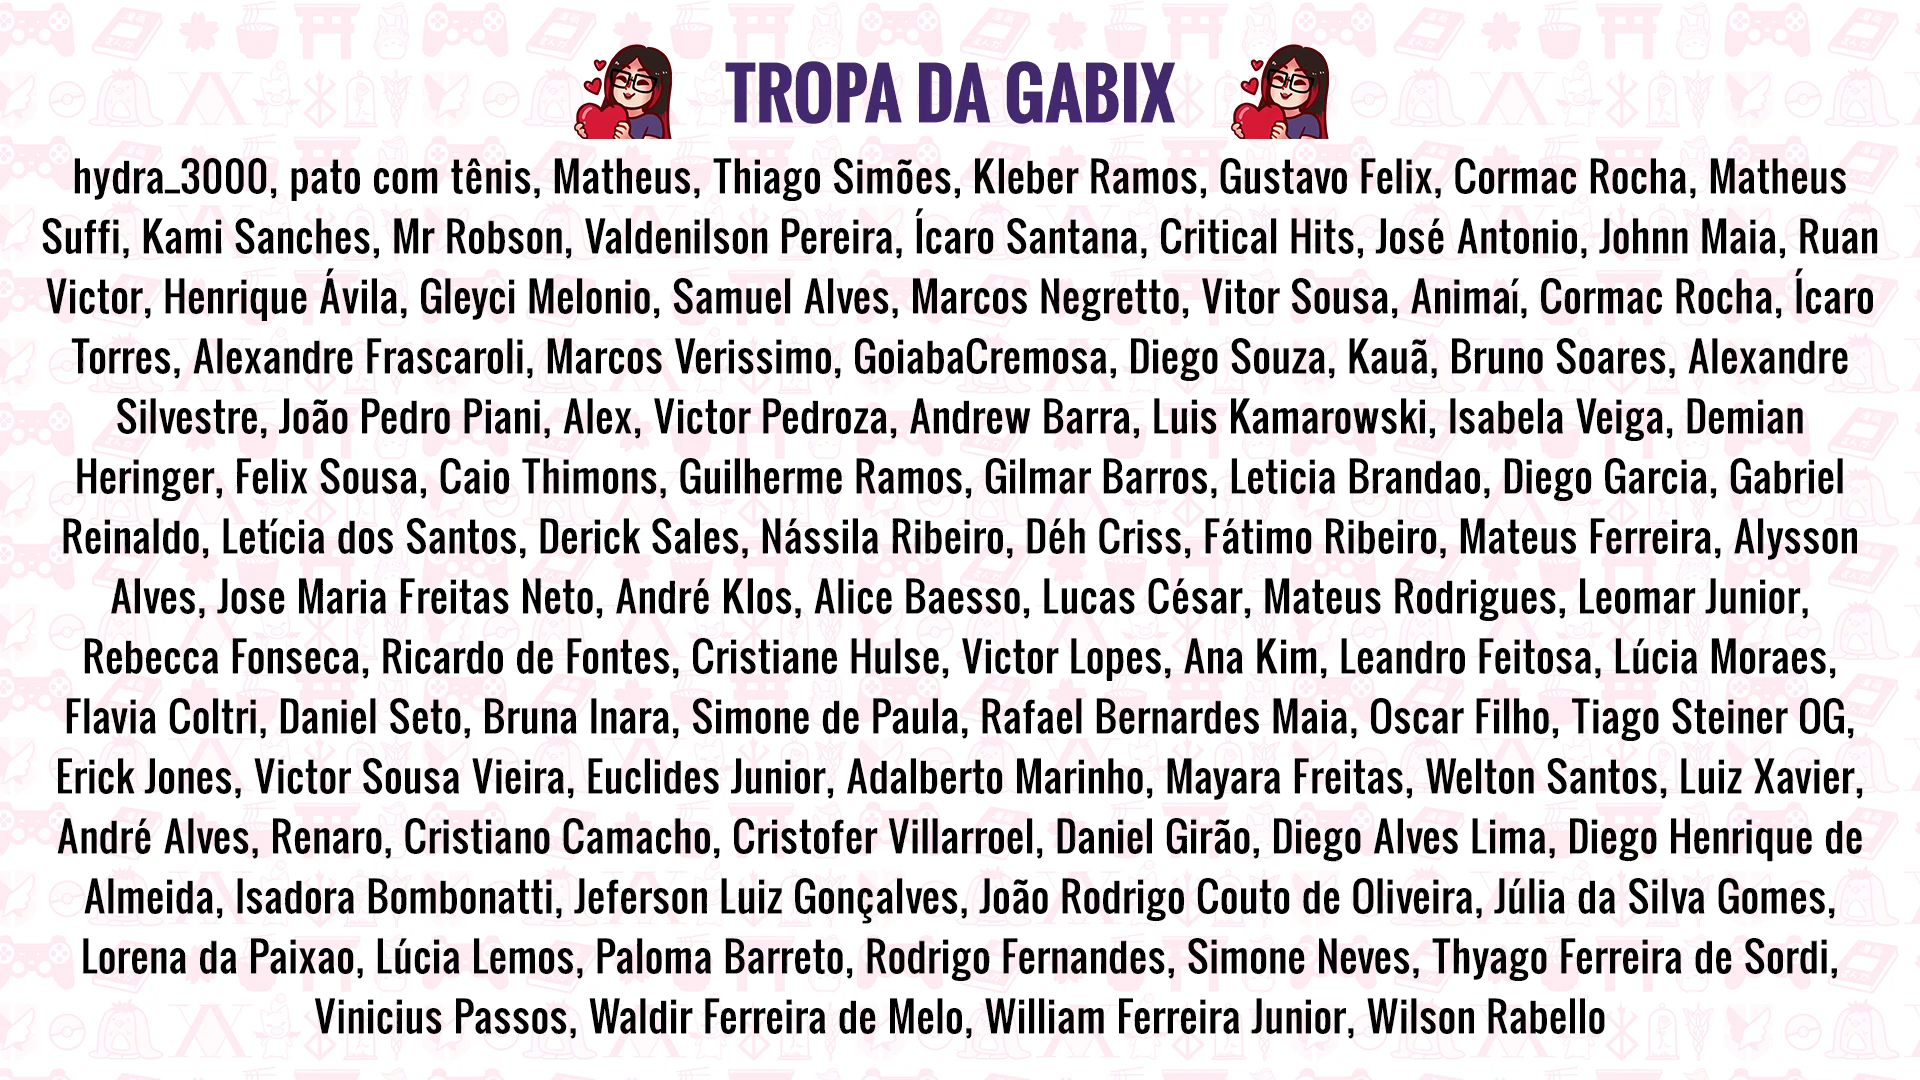 TROPA DA GABIX
hydra_3000, pato com tênis, Matheus, Thiago Simões, Kleber Ramos, Gustavo Felix, Cormac Rocha, Matheus
Suffi, Kami Sanches, Mr Robson, Valdenilson Pereira, Ícaro Santana, Critical Hits, José Antonio, Johnn Maia, Ruan
Victor, Henrique Ávila, Gleyci Melonio, Samuel Alves, Marcos Negretto, Vitor Sousa, Animaí, Cormac Rocha, Ícaro
Torres, Alexandre Frascaroli, Marcos Verissimo, GoiabaCremosa, Diego Souza, Kauã, Bruno Soares, Alexandre
Silvestre, João Pedro Piani, Alex, Victor Pedroza, Andrew Barra, Luis Kamarowski, Isabela Veiga, Demian
Heringer, Felix Sousa, Caio Thimons, Guilherme Ramos, Gilmar Barros, Leticia Brandao, Diego Garcia, Gabriel
Reinaldo, Letícia dos Santos, Derick Sales, Nássila Ribeiro, Déh Criss, Fátimo Ribeiro, Mateus Ferreira, Alysson
Alves, Jose Maria Freitas Neto, André Klos, Alice Baesso, Lucas César, Mateus Rodrigues, Leomar Junior,
Rebecca Fonseca, Ricardo de Fontes, Cristiane Hulse, Victor Lopes, Ana Kim, Leandro Feitosa, Lúcia Moraes,
Flavia Coltri, Daniel Seto, Bruna Inara, Simone de Paula, Rafael Bernardes Maia, Oscar Filho, Tiago Steiner OG,
Erick Jones, Victor Sousa Vieira, Euclides Junior, Adalberto Marinho, Mayara Freitas, Welton Santos, Luiz Xavier,
André Alves, Renaro, Cristiano Camacho, Cristofer Villarroel, Daniel Girão, Diego Alves Lima, Diego Henrique de
Almeida, Isadora Bombonatti, Jeferson Luiz Gonçalves, João Rodrigo Couto de Oliveira, Júlia da Silva Gomes,
Lorena da Paixao, Lúcia Lemos, Paloma Barreto, Rodrigo Fernandes, Simone Neves, Thyago Ferreira de Sordi,
Vinicius Passos, Waldir Ferreira de Melo, William Ferreira Junior, Wilson Rabello